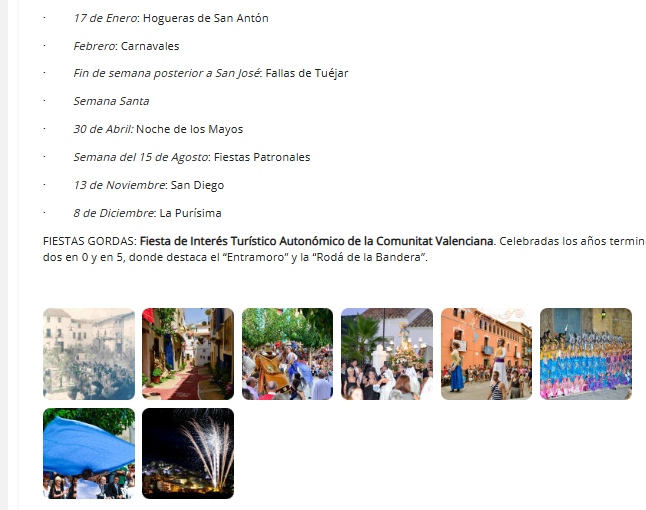 · 17 de Enero: Hogueras de San Antón
· Febrero: Carnavales
· Fin de semana posterior a San José: Fallas de Tuéjar
· Semana Santa
· 30 de Abril: Noche de los Mayos
· Semana del 15 de Agosto: Fiestas Patronales
· 13 de Noviembre: San Diego
· 8 de Diciembre: La Purísima
FIESTAS GORDAS: Fiesta de Interés Turístico Autonómico de la Comunitat Valenciana. Celebradas los años termin
dos en 0 y en 5, donde destaca el “Entramoro” y la “Rodá de la Bandera”.